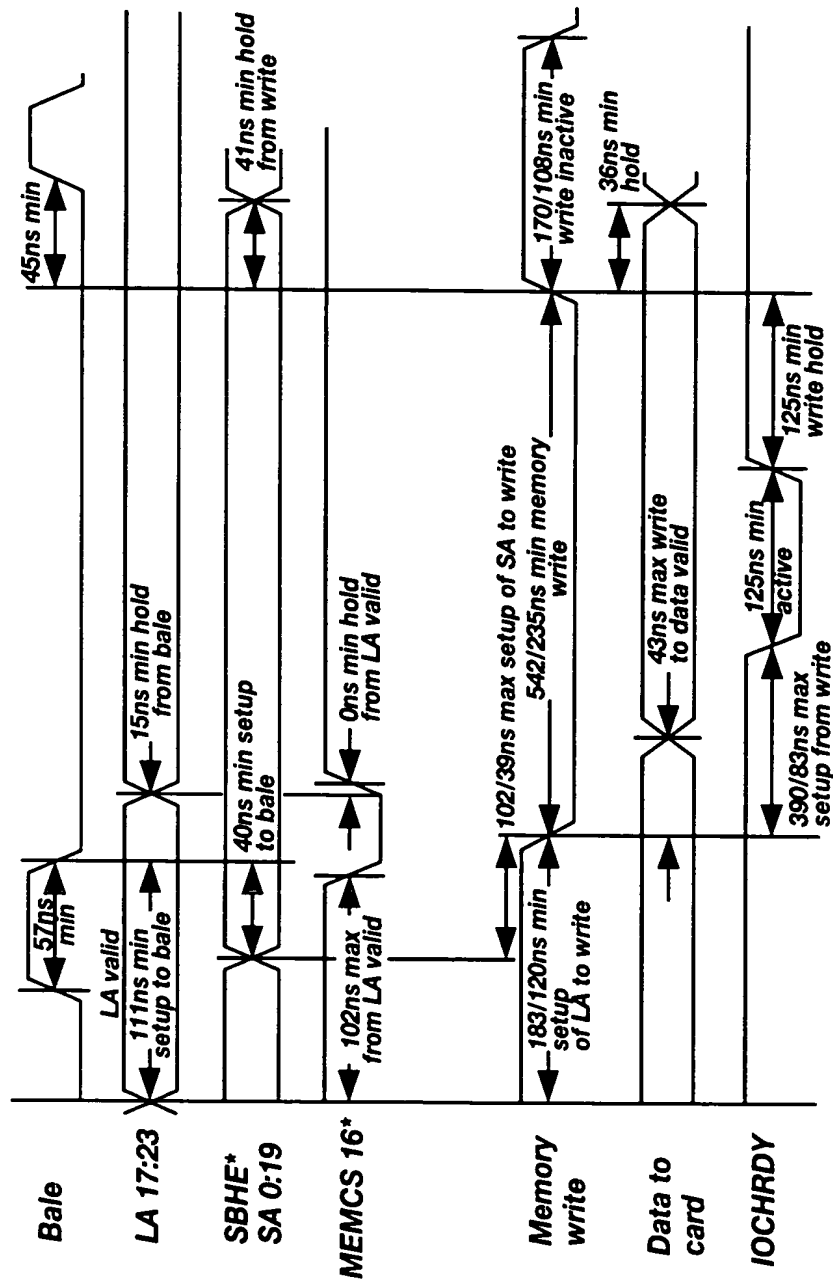 Bale
57ns
min
45ns min
LA 17:23
LA valid
111ns min
setup to bale
15ns min hold
from bale
SBHE*
SA 0:19
40ns min setup
to bale
41ns min hold
from write
MEMCS 16*
102ns max
from LA valid
0ns min hold
from LA valid
102/39ns max setup of SA to write
Memory
write
183/120ns min
setup
of LA to write
542/235ns min memory
write
170/108ns min
write inactive
Data to
card
43ns max write
to data valid
36ns min
hold
IOCHRDY
390/83ns max
setup from write
125ns min
active
125ns min
write hold